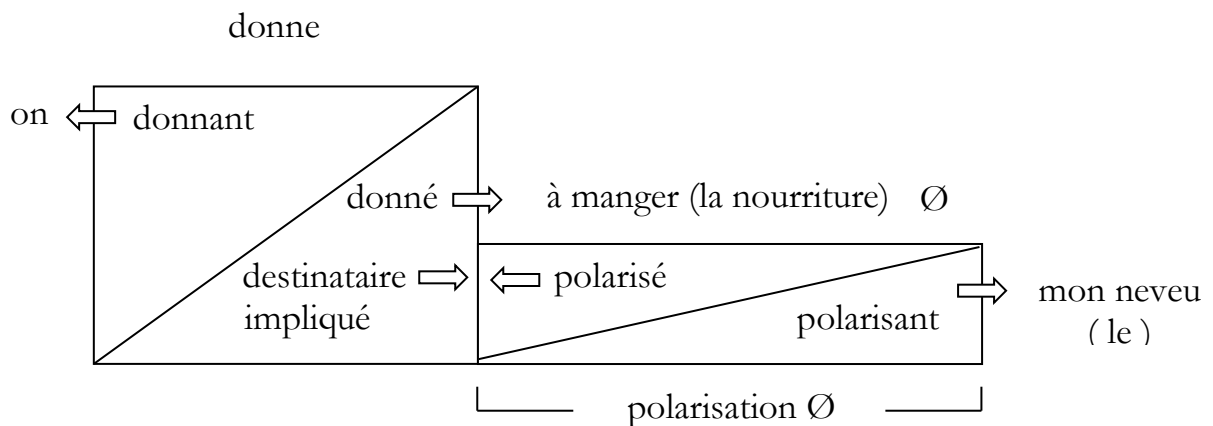 donne
on
donnant
donné
à manger (la nourriture) Ø
destinataire
impliqué
polarisé
polarisant
mon neveu
( le )
polarisation Ø